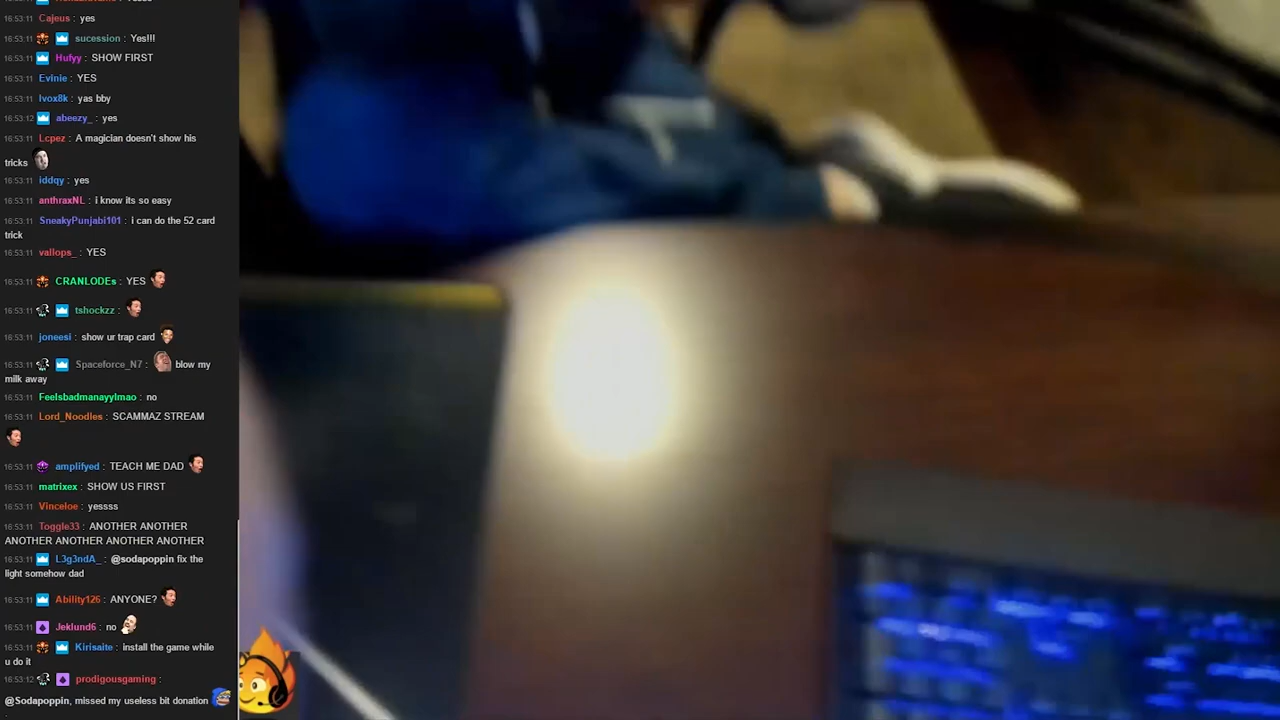 16:53:11 Cajeus : yes
16:53:11 sucession : Yes!!!
16:53:11 Hufyy : SHOW FIRST
16:53:11 Evinie : YES
16:53:11 lvox8k : yas bby
16:53:12 abeezy_ : yes
16:53:11 Lcpez : A magician doesn't show his
tricks
16:53:11 iddqy : yes
16:53:11 anthraxNL : i know its so easy
16:53:11 SneakyPunjabi101 : i can do the 52 card
trick
16:53:11 vallops_ : YES
16:53:11 CRANLODEs : YES
16:53:11 tshockzz :
16:53:11 joneesi : show ur trap card
16:53:11 Spaceforce_N7 : blow my
milk away
16:53:11 Feelsbadmanayylmao : no
16:53:11 Lord_Noodles : SCAMMAZ STREAM
16:53:11 amplifyed : TEACH ME DAD
16:53:11 matrixex : SHOW US FIRST
16:53:11 Vinceloe : yessss
16:53:11 Toggle33 : ANOTHER ANOTHER
ANOTHER ANOTHER ANOTHER ANOTHER
16:53:11 L3g3ndA_ : @sodapoppin fix the
light somehow dad
16:53:11 Ability126 : ANYONE?
16:53:11 Jeklund6 : no
16:53:11 Kirisaite : install the game while
u do it
16:53:12 prodigousgaming :
@Sodapoppin, missed my useless bit donation